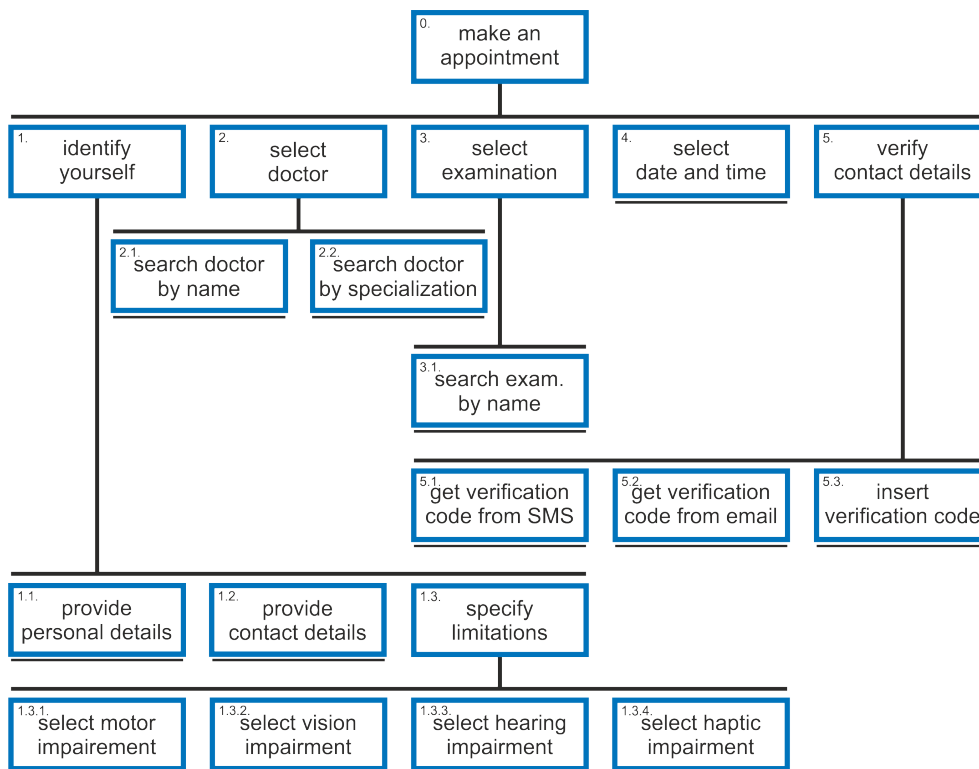 0.
make an
appointment
1.
identify
yourself
2.
select
doctor
3.
select
examination
4.
select
date and time
5.
verify
contact details
2.1.
search doctor
by name
2.2.
search doctor
by specialization
3.1.
search exam.
by name
5.1.
get verification
code from SMS
5.2.
get verification
code from email
5.3.
insert
verification code
1.1.
provide
personal details
1.2.
provide
contact details
1.3.
specify
limitations
1.3.1.
select motor
impairement
1.3.2.
select vision
impairment
1.3.3.
select hearing
impairment
1.3.4.
select haptic
impairment